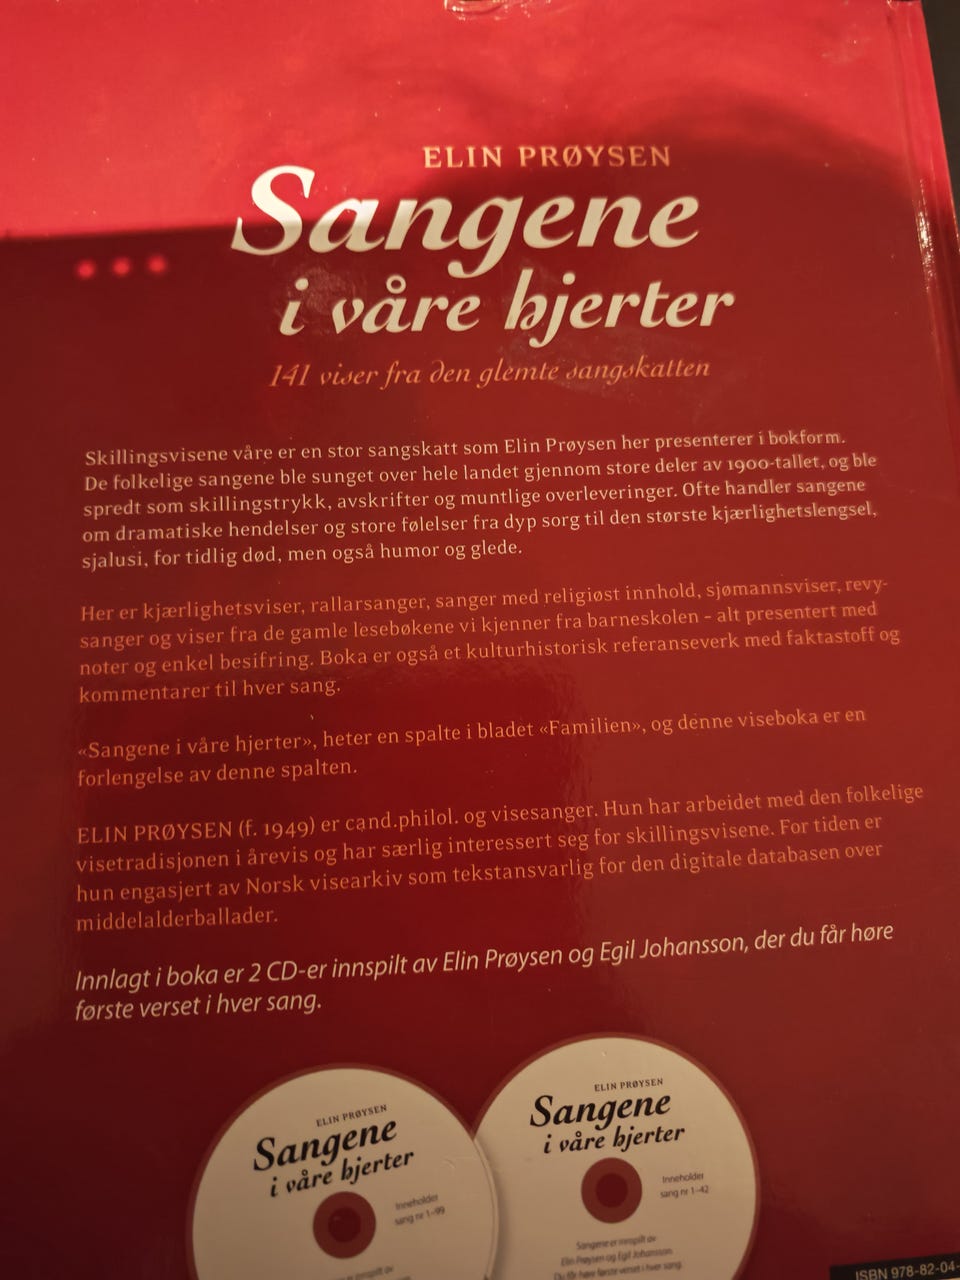 ELIN PRØYSEN
Sangene
i våre hjerter
141 viser fra den glemte sangskatten
Skillingsvisene våre er en stor sangskatt som Elin Prøysen her presenterer i bokform.
De folkelige sangene ble sunget over hele landet gjennom store deler av 1900-tallet, og ble
spredt som skillingstrykk, avskrifter og muntlige overleveringer. Ofte handler sangene
om dramatiske hendelser og store følelser fra dyp sorg til den største kjærlighetslengsel,
sjalusi, for tidlig død, men også humor og glede.
Her er kjærlighetsviser, rallarsanger, sanger med religiøst innhold, sjømannsviser, revy-
sanger og viser fra de gamle lesebøkene vi kjenner fra barneskolen – alt presentert med
noter og enkel besifring. Boka er også et kulturhistorisk referanseverk med faktastoff og
kommentarer til hver sang.
«Sangene i våre hjerter», heter en spalte i bladet «Familien», og denne viseboka er en
forlengelse av denne spalten.
ELIN PRØYSEN (f. 1949) er cand.philol. og visesanger. Hun har arbeidet med den folkelige
visetradisjonen i årevis og har særlig interessert seg for skillingsvisene. For tiden er
hun engasjert av Norsk visearkiv som tekstansvarlig for den digitale databasen over
middelalderballader.
Innlagt i boka er 2 CD-er innspilt av Elin Prøysen og Egil Johansson, der du får høre
første verset i hver sang.
ELIN PRØYSEN
Sangene
i våre hjerter
Inneholder
sang nr 1–99
Sangene er innspilt av
ELIN PRØYSEN
Sangene
i våre hjerter
Inneholder
sang nr 1–42
Sangene er innspilt av
Elin Prøysen og Egil Johansson.
Du får høre første verset i hver sang.
ISBN 978-82-04-